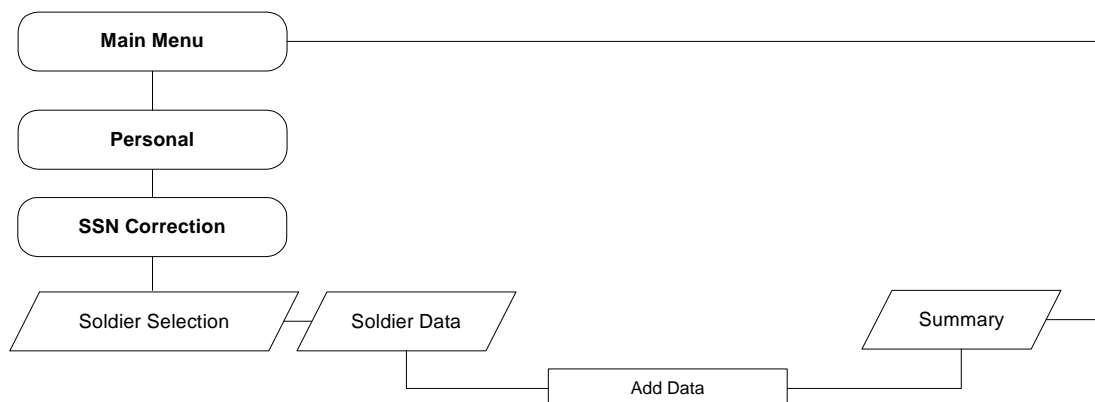 Main Menu
Personal
SSN Correction
Soldier Selection
Soldier Data
Summary
Add Data